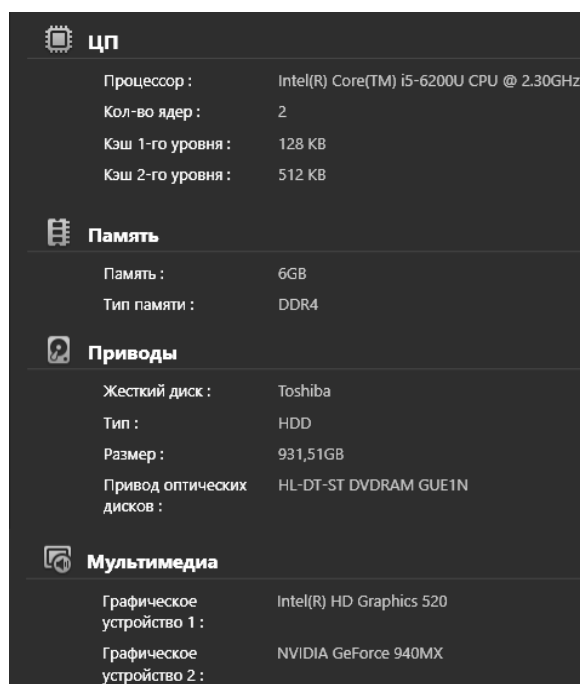 ЦП
Процессор : Intel(R) Core(TM) i5-6200U CPU @ 2.30GHz
Кол-во ядер : 2
Кэш 1-го уровня : 128 KB
Кэш 2-го уровня : 512 KB
Память
Память : 6GB
Тип памяти : DDR4
Приводы
Жесткий диск : Toshiba
Тип : HDD
Размер : 931,51GB
Привод оптических HL-DT-ST DVDRAM GUE1N
дисков :
Мультимедиа
Графическое Intel(R) HD Graphics 520
устройство 1 :
Графическое NVIDIA GeForce 940MX
устройство 2 :